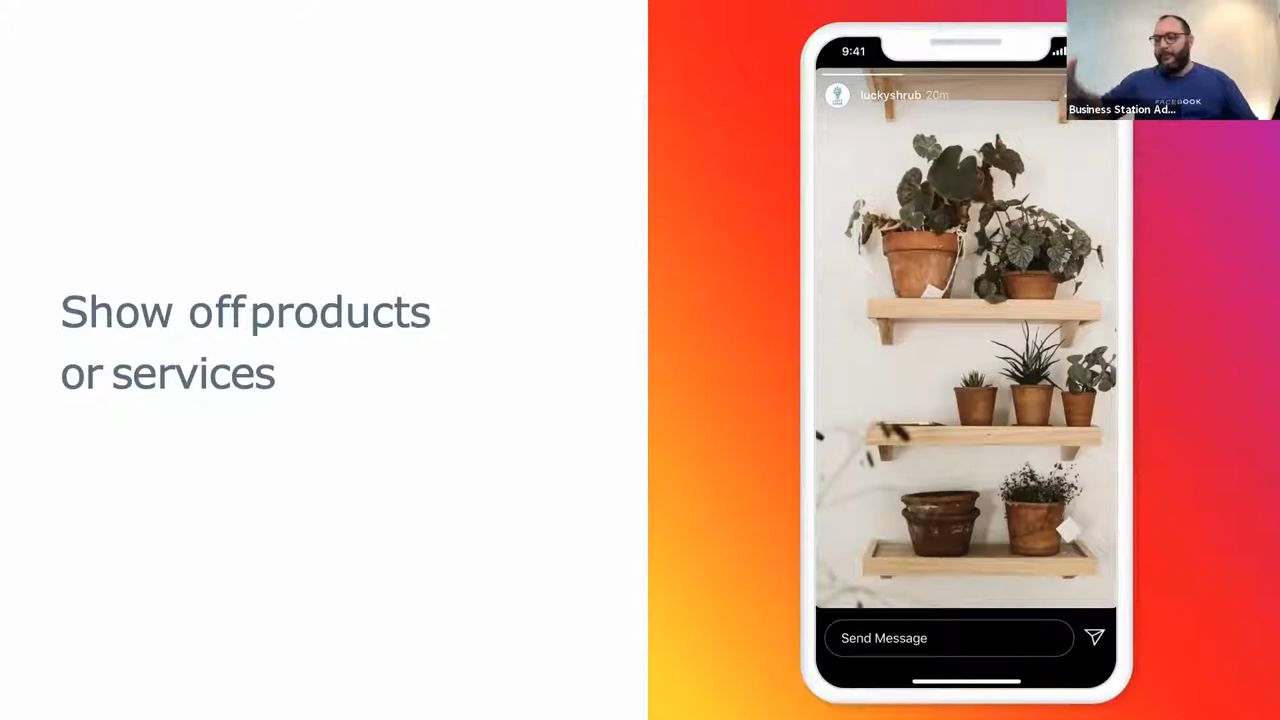 Show off products
or services
9:41
luckyshrub 20m
FACEBOOK
Business Station Ad...
Send Message